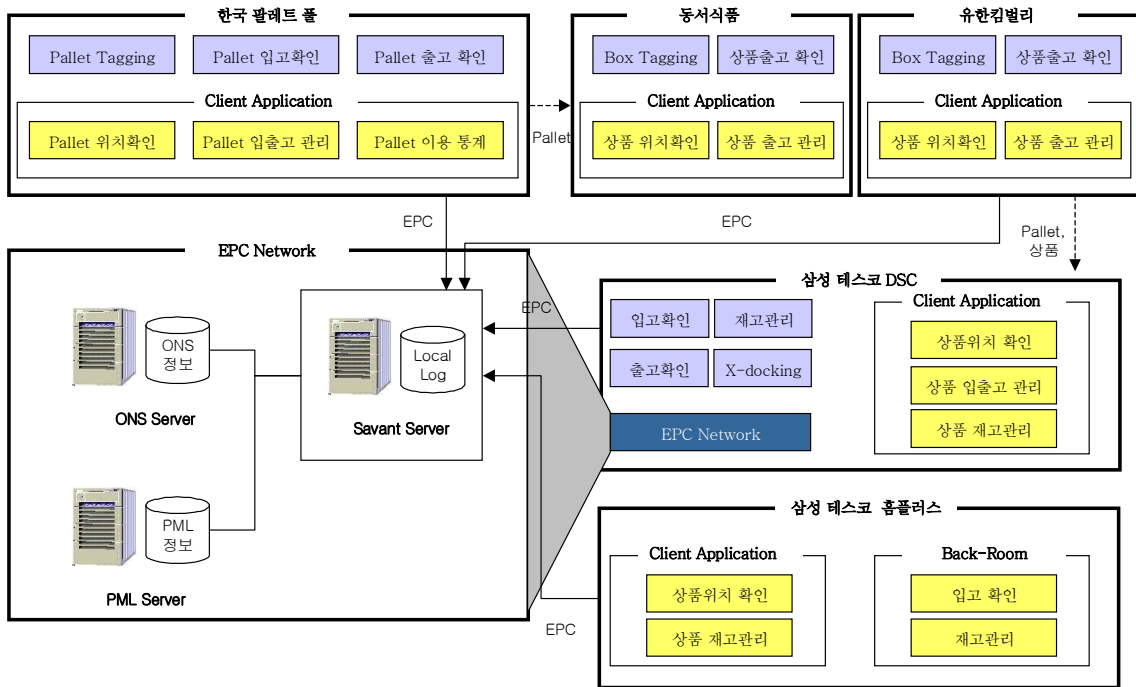 한국 팔레트 풀
Pallet Tagging
Pallet 입고확인
Pallet 출고 확인
Client Application
Pallet 위치확인
Pallet 입출고 관리
Pallet 이용 통계
Pallet
동서식품
Box Tagging
상품출고 확인
Client Application
상품 위치확인
상품 출고 관리
유한킴벌리
Box Tagging
상품출고 확인
Client Application
상품 위치확인
상품 출고 관리
EPC
EPC
Pallet,
상품
EPC Network
ONS
정보
ONS Server
Local
Log
Savant Server
PML
정보
PML Server
EPC
삼성 테스코 DSC
입고확인
재고관리
출고확인
X-docking
EPC Network
Client Application
상품위치 확인
상품 입출고 관리
상품 재고관리
EPC
삼성 테스코 홈플러스
Client Application
상품위치 확인
상품 재고관리
Back-Room
입고 확인
재고관리